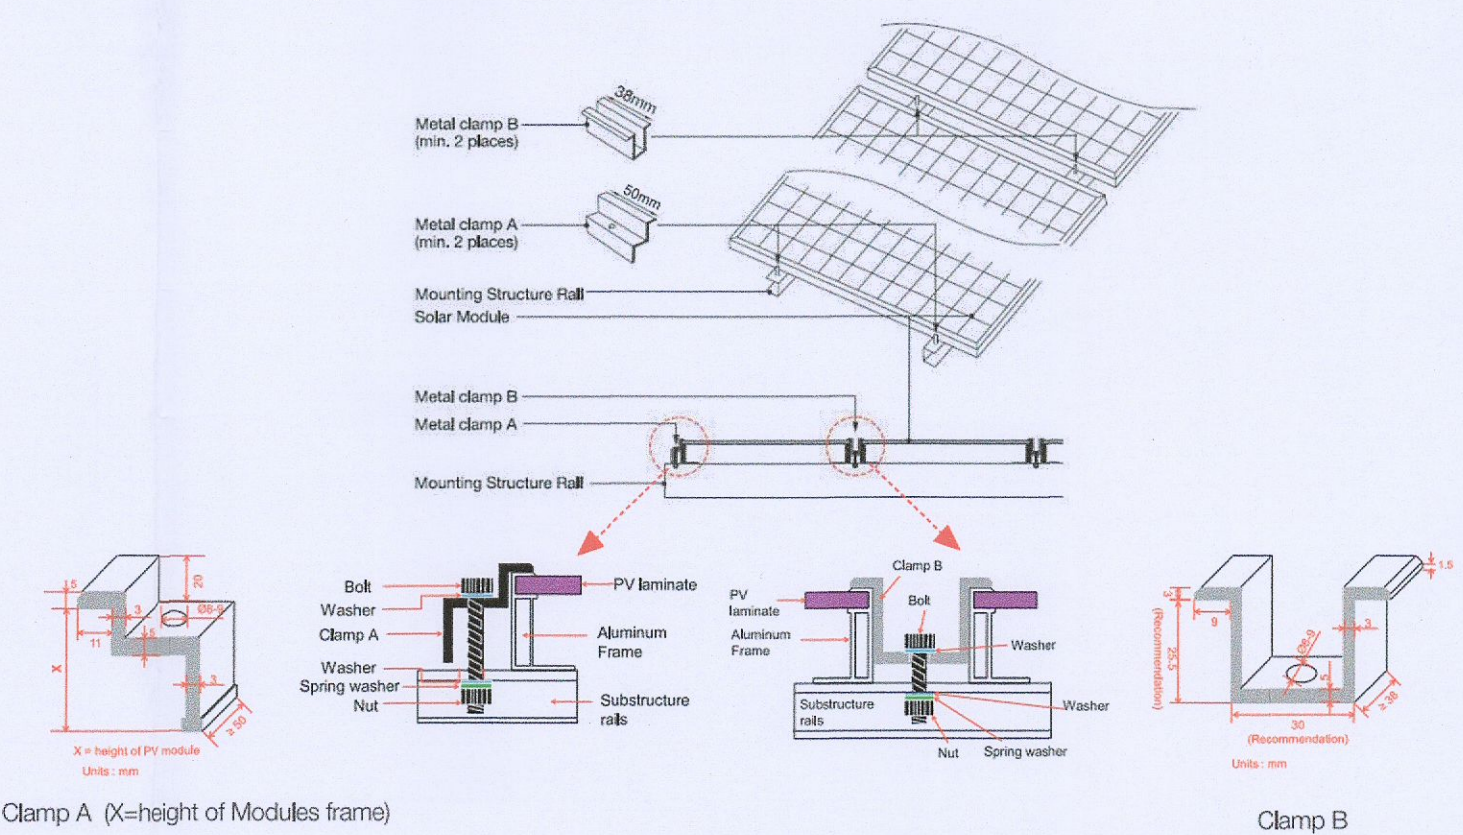 38mm
Metal clamp B
(min. 2 places)
50mm
Metal clamp A
(min. 2 places)
Mounting Structure Rail
Solar Module
Metal clamp B
Metal clamp A
Mounting Structure Rail
5
20
3
Ø8-9
11
5
X
3
≥ 50
X = height of PV module
Units : mm
Clamp A (X=height of Modules frame)
Bolt
Washer
Clamp A
Washer
Spring washer
Nut
PV laminate
Aluminum
Frame
Substructure
rails
Clamp B
PV
laminate
Bolt
Aluminum
Frame
Washer
Substructure
rails
Washer
Nut
Spring washer
1.5
3
9
3
Ø8-9
25.5
(Recommendation)
5
≥ 38
30
(Recommendation)
Units : mm
Clamp B